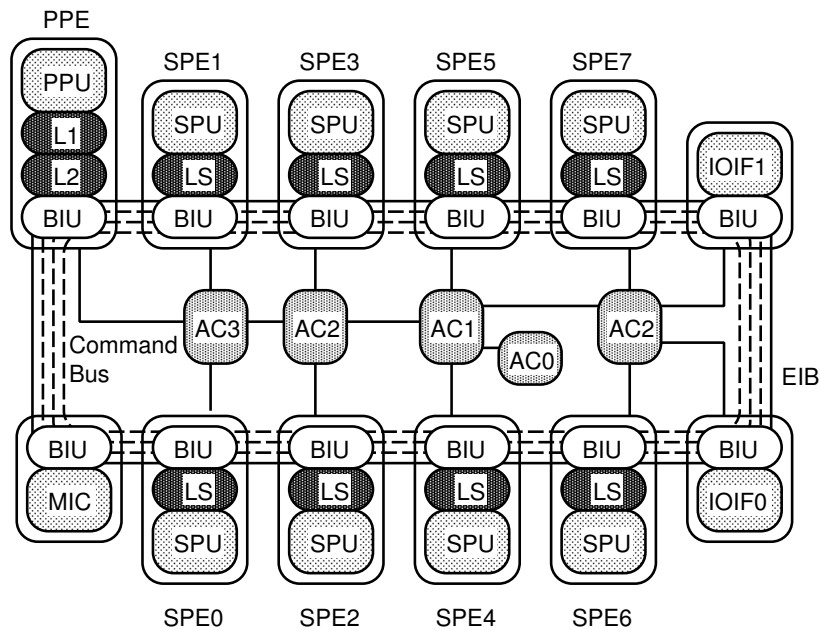 PPE
SPE1 SPE3 SPE5 SPE7
PPU
SPU SPU SPU SPU
L1
IOIF1
L2 LS LS LS LS
BIU BIU BIU BIU BIU BIU
AC3 AC2 AC1 AC2
Command
Bus
AC0
EIB
BIU BIU BIU BIU BIU BIU
MIC LS LS LS LS IOIF0
SPU SPU SPU SPU
SPE0 SPE2 SPE4 SPE6